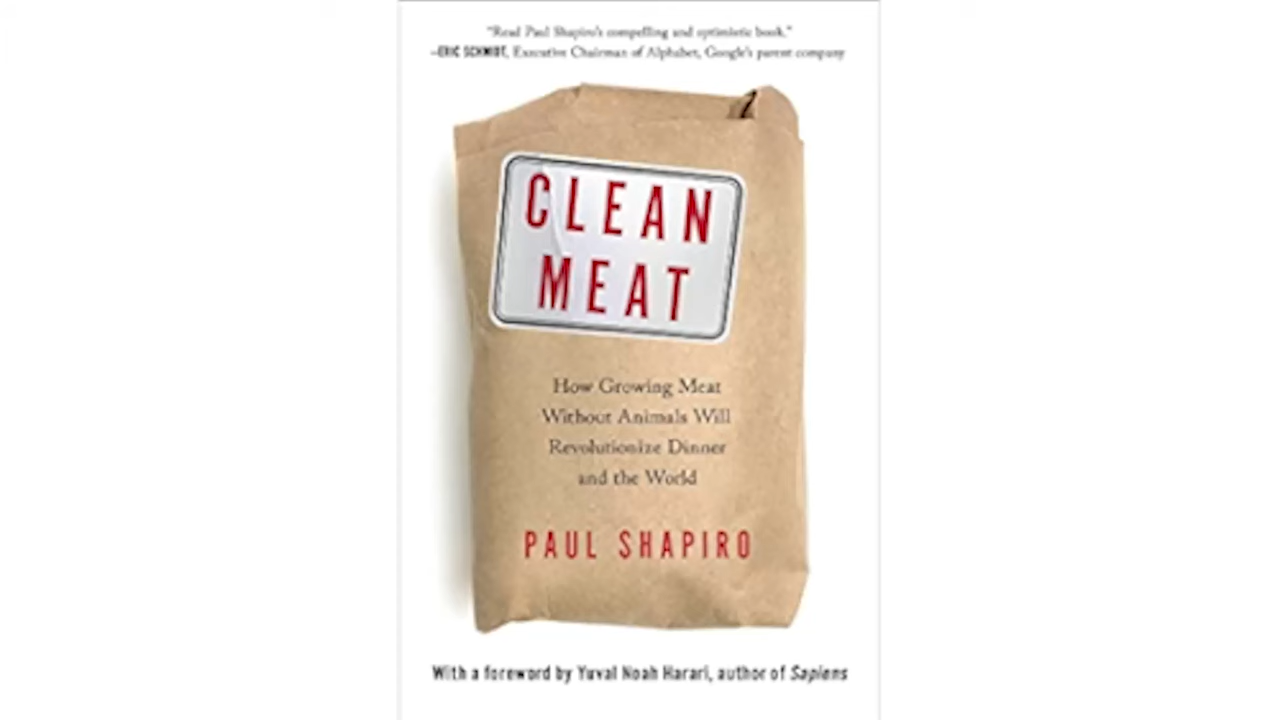 "Read Paul Shapiro's compelling and optimistic book."
–ERIC SCHMIDT, Executive Chairman of Alphabet, Google's parent company
CLEAN
MEAT
How Growing Meat
Without Animals Will
Revolutionize Dinner
and the World
PAUL SHAPIRO
With a foreword by Yuval Noah Harari, author of Sapiens